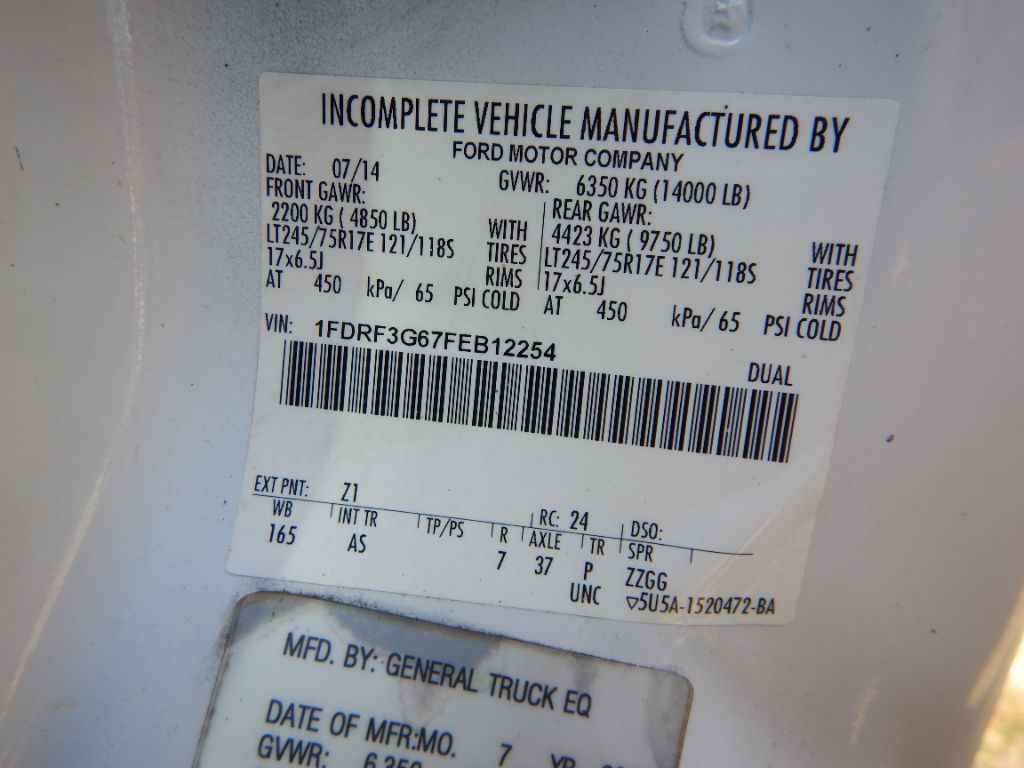 INCOMPLETE VEHICLE MANUFACTURED BY
FORD MOTOR COMPANY
DATE: 07/14 GVWR: 6350 KG (14000 LB)
FRONT GAWR: REAR GAWR:
2200 KG ( 4850 LB) WITH 4423 KG ( 9750 LB) WITH
LT245/75R17E 121/118S TIRES LT245/75R17E 121/118S TIRES
17x6.5J RIMS 17x6.5J RIMS
AT 450 kPa/ 65 PSI COLD AT 450 kPa/ 65 PSI COLD
VIN: 1FDRF3G67FEB12254
DUAL
EXT PNT: Z1 RC: 24 DSO:
WB INT TR TP/PS R AXLE TR SPR
165 AS 7 37 P ZZGG
UNC ▽5U5A-1520472-BA
MFD. BY: GENERAL TRUCK EQ
DATE OF MFR:MO. 7 YR
GVWR: 6,350